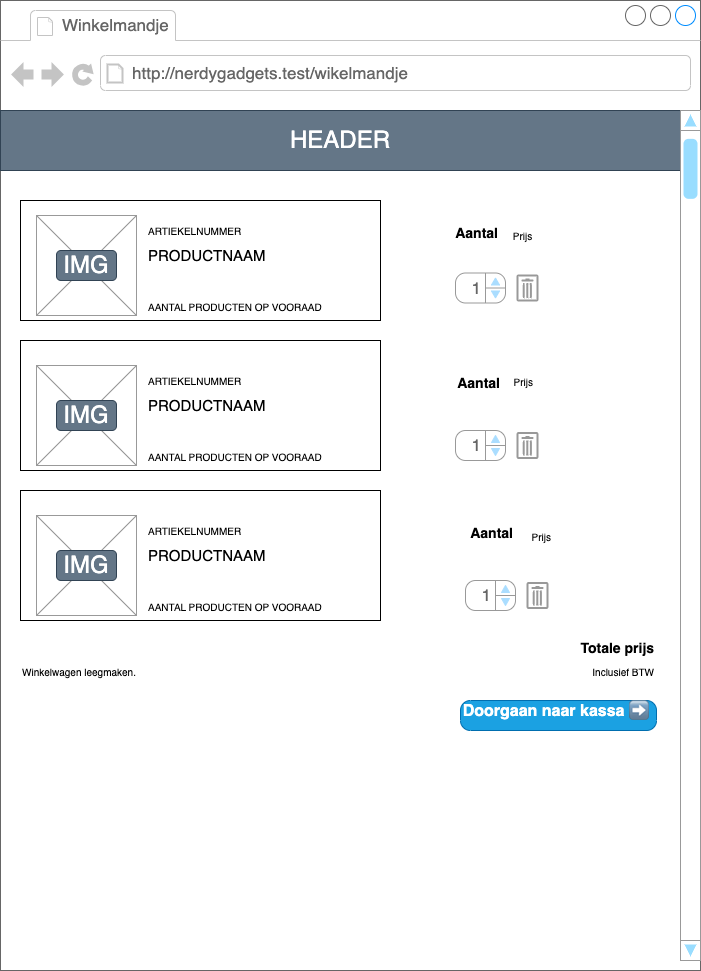 Winkelmandje
http://nerdygadgets.test/wikelmandje
HEADER
IMG
ARTIEKELNUMMER
PRODUCTNAAM
AANTAL PRODUCTEN OP VOORAAD
Aantal Prijs
1
IMG
ARTIEKELNUMMER
PRODUCTNAAM
AANTAL PRODUCTEN OP VOORAAD
Aantal Prijs
1
IMG
ARTIEKELNUMMER
PRODUCTNAAM
AANTAL PRODUCTEN OP VOORAAD
Aantal Prijs
1
Totale prijs
Winkelwagen leegmaken.
Inclusief BTW
Doorgaan naar kassa ➡